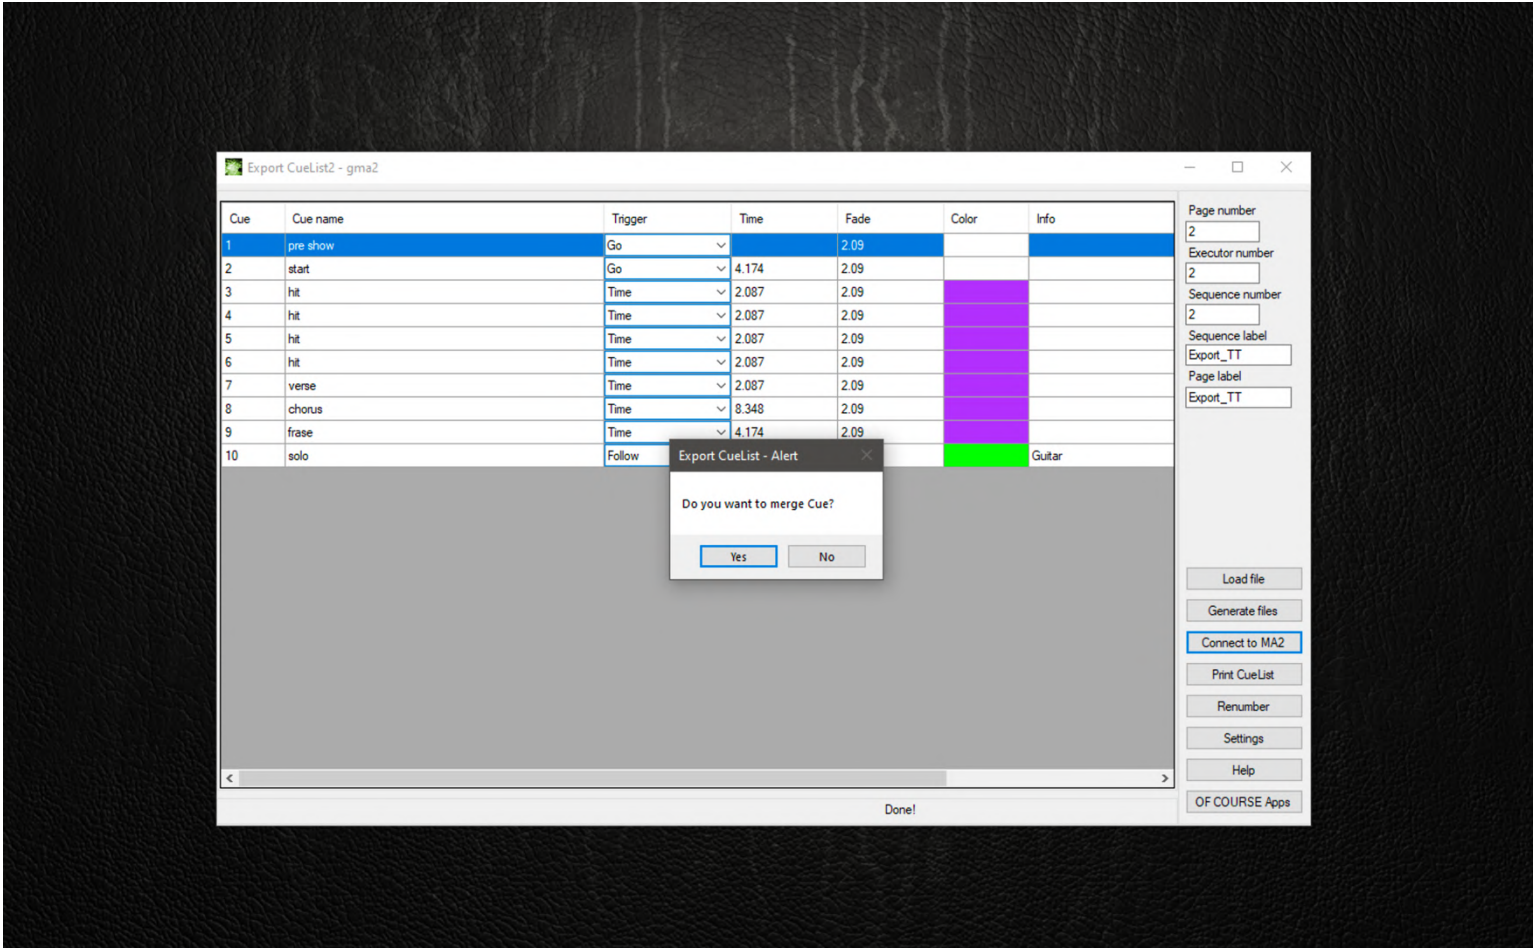 Export CueList2 - gma2
Cue Cue name Trigger Time Fade Color Info
1 pre show Go 2.09
2 start Go 4.174 2.09
3 hit Time 2.087 2.09
4 hit Time 2.087 2.09
5 hit Time 2.087 2.09
6 hit Time 2.087 2.09
7 verse Time 2.087 2.09
8 chorus Time 8.348 2.09
9 frase Time 4.174 2.09
10 solo Follow Guitar
Export CueList - Alert
Do you want to merge Cue?
Yes No
Done!
Page number
2
Executor number
2
Sequence number
2
Sequence label
Export_TT
Page label
Export_TT
Load file
Generate files
Connect to MA2
Print CueList
Renumber
Settings
Help
OF COURSE Apps